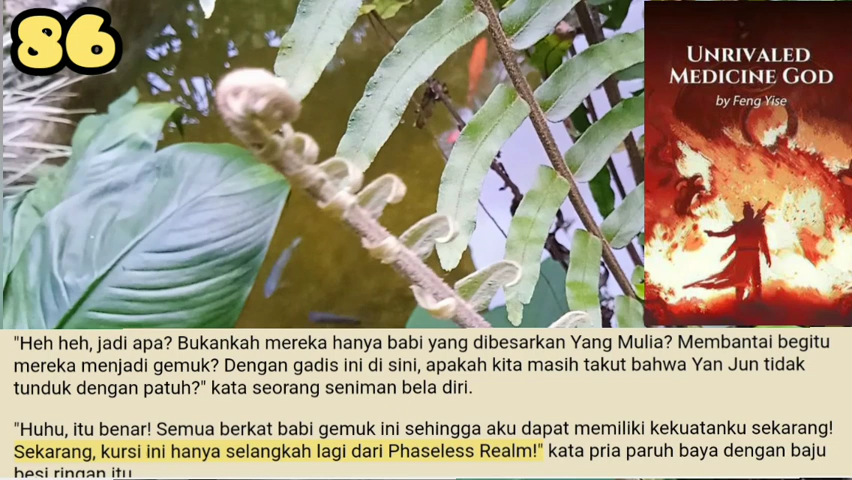 86
UNRIVALED
MEDICINE GOD
by Feng Yise
"Heh heh, jadi apa? Bukankah mereka hanya babi yang dibesarkan Yang Mulia? Membantai begitu
mereka menjadi gemuk? Dengan gadis ini di sini, apakah kita masih takut bahwa Yan Jun tidak
tunduk dengan patuh?" kata seorang seniman bela diri.
"Huhu, itu benar! Semua berkat babi gemuk ini sehingga aku dapat memiliki kekuatanku sekarang!
Sekarang, kursi ini hanya selangkah lagi dari Phaseless Realm!" kata pria paruh baya dengan baju
besi ringan itu